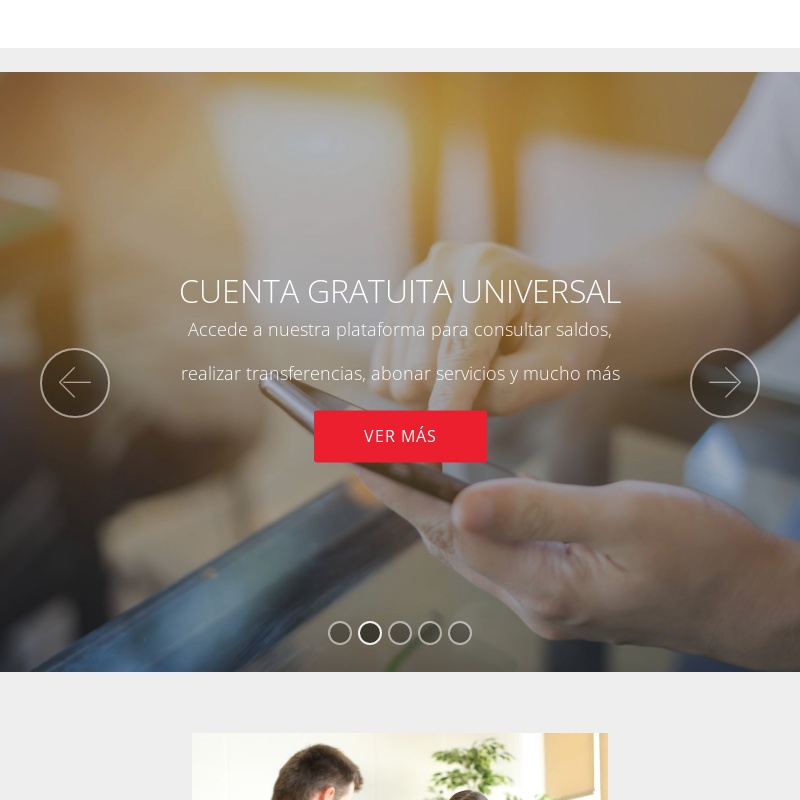 CUENTA GRATUITA UNIVERSAL
Accede a nuestra plataforma para consultar saldos,
realizar transferencias, abonar servicios y mucho más
VER MÁS